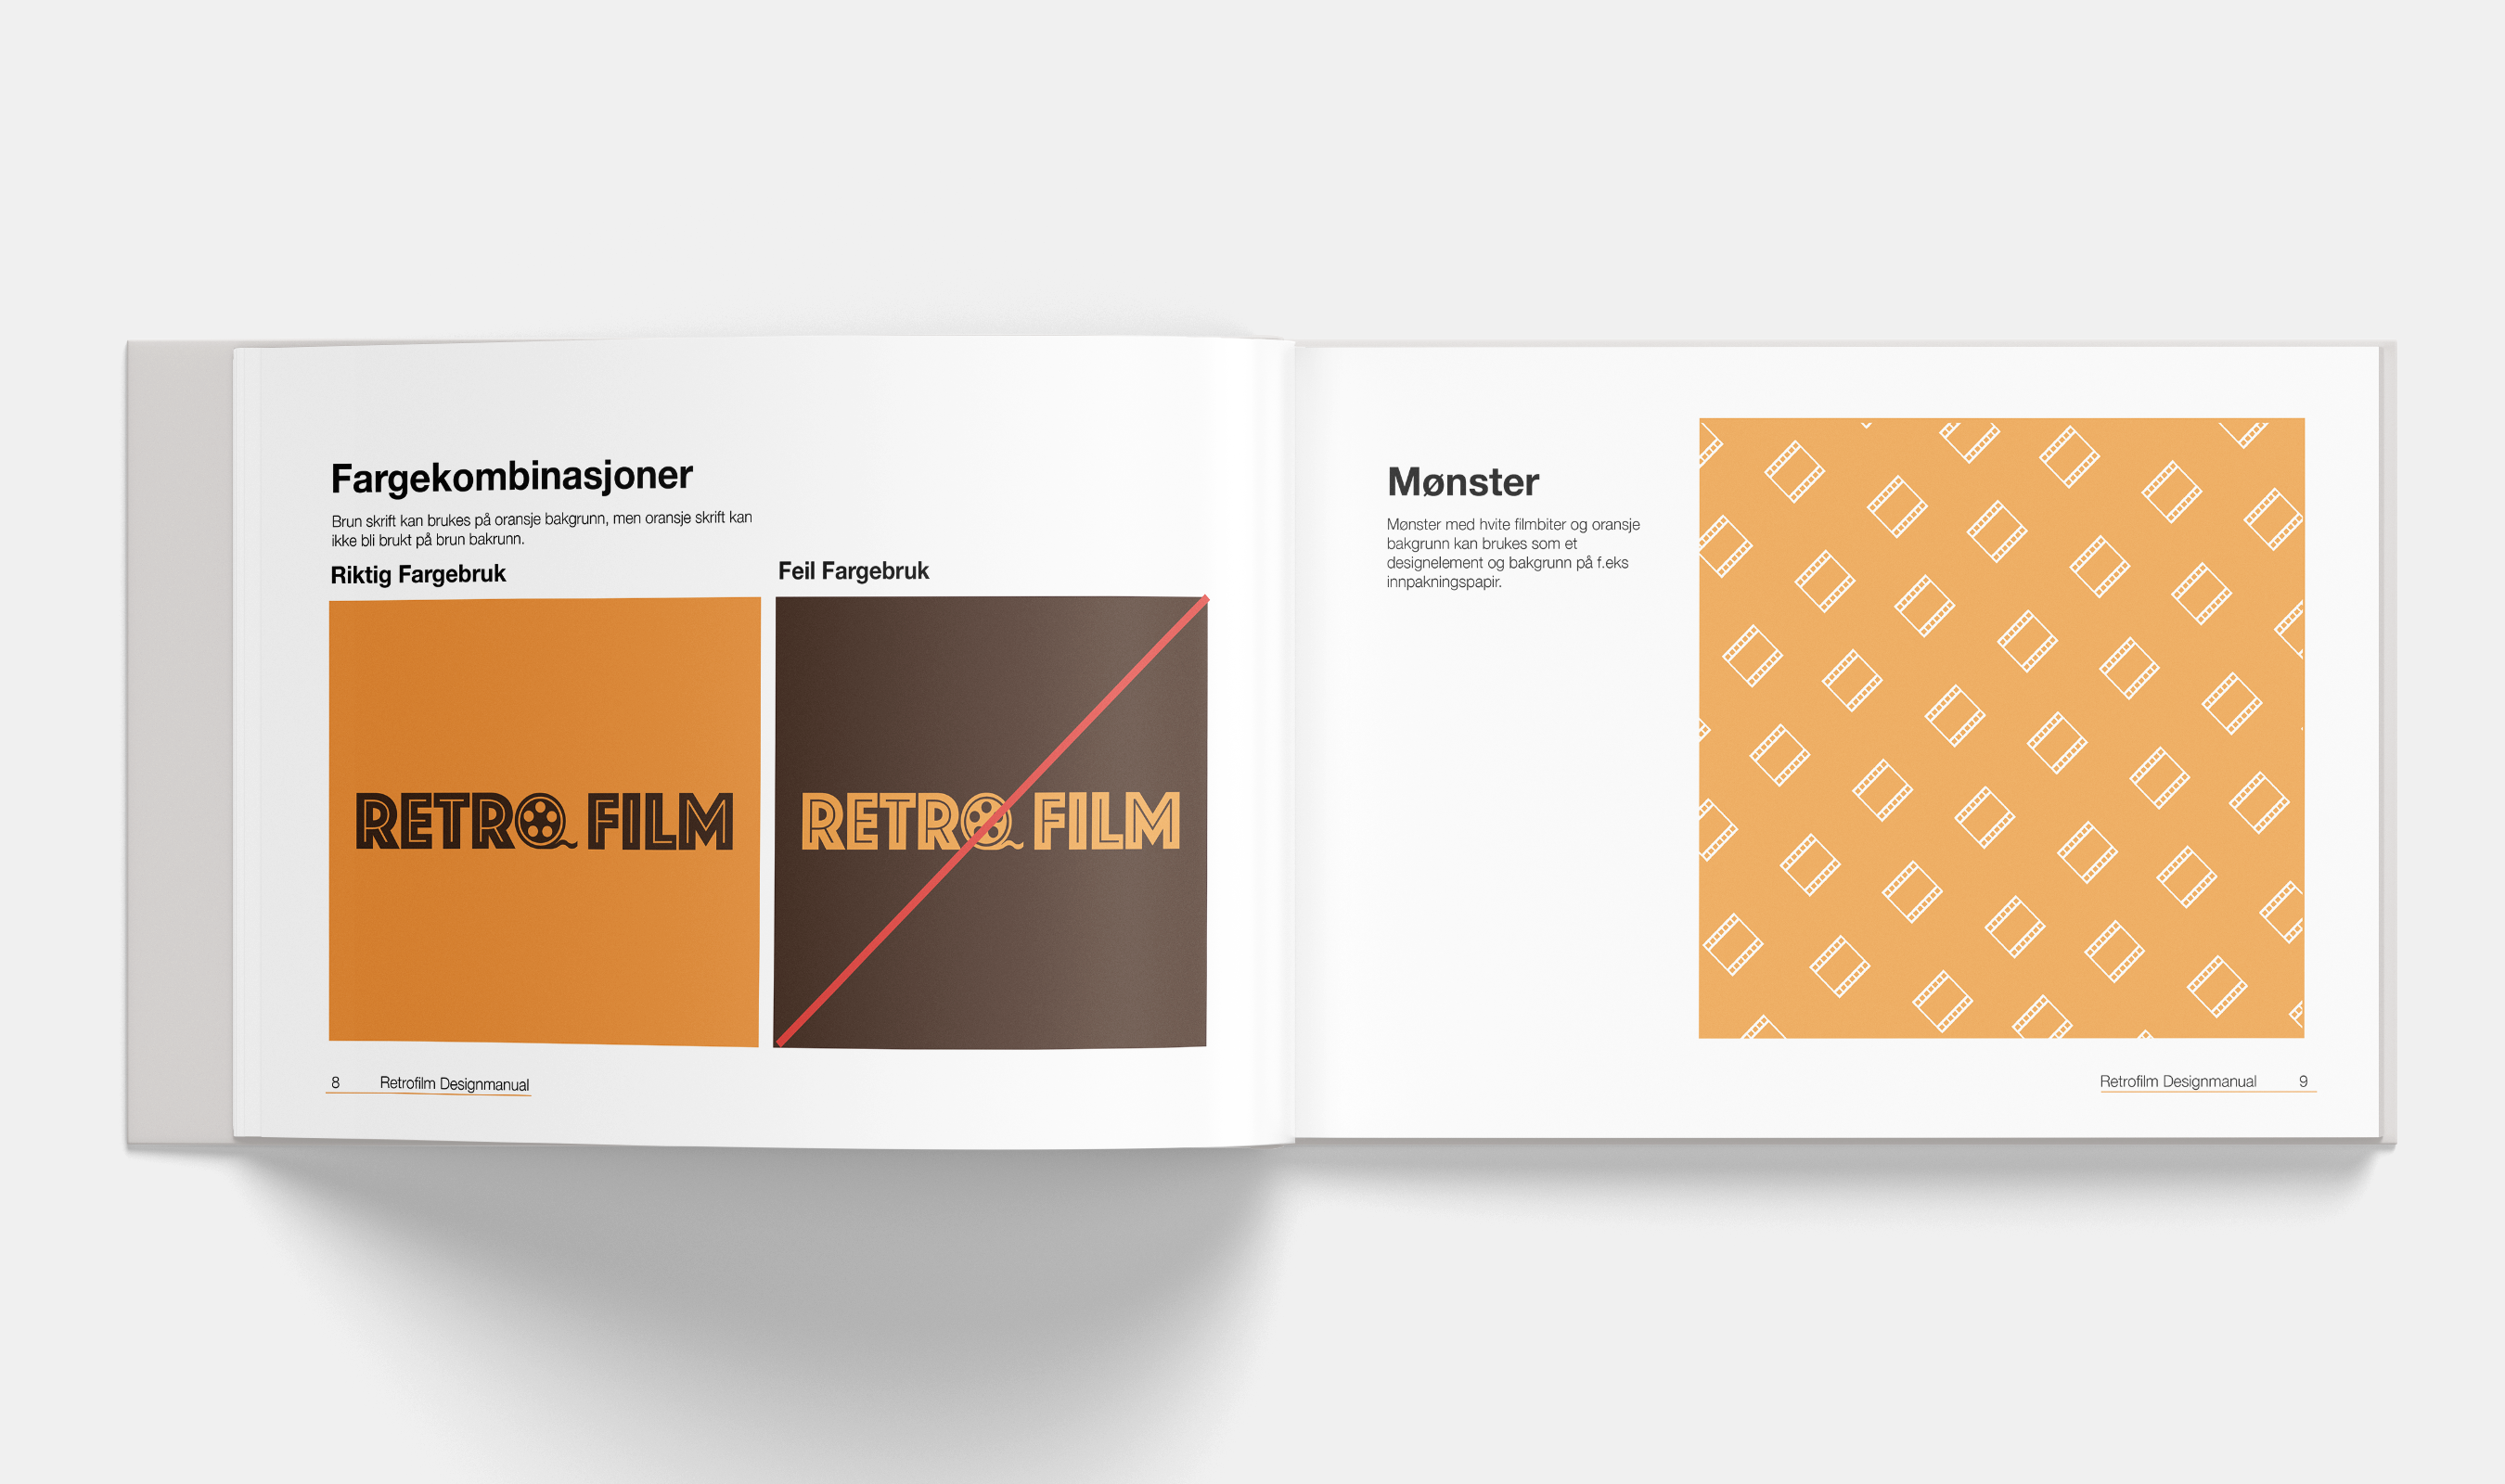 Fargekombinasjoner
Brun skrift kan brukes på oransje bakgrunn, men oransje skrift kan
ikke bli brukt på brun bakrunn.
Riktig Fargebruk
RETRO FILM
Feil Fargebruk
RETRO FILM
8 Retrofilm Designmanual
Mønster
Mønster med hvite filmbiter og oransje
bakgrunn kan brukes som et
designelement og bakgrunn på f.eks
innpakningspapir.
Retrofilm Designmanual 9